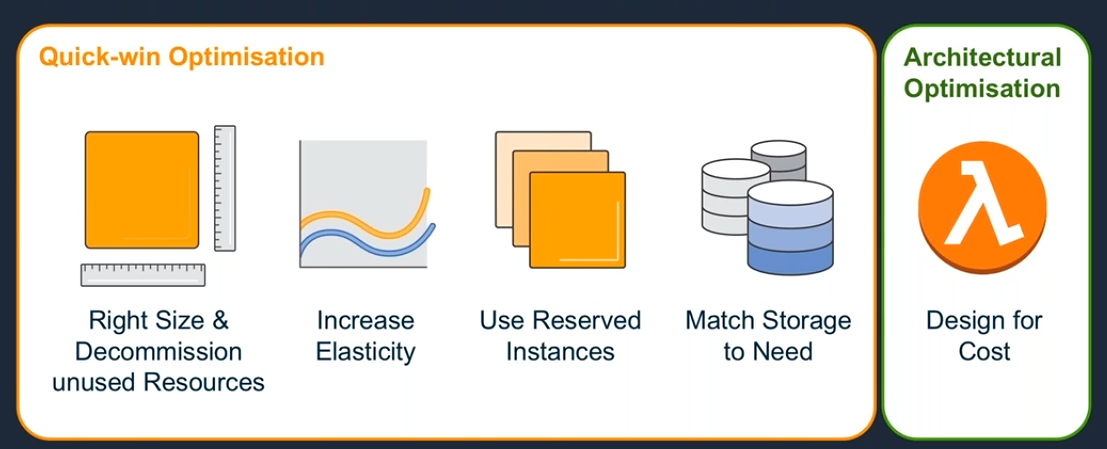 Quick-win Optimisation
Right Size &
Decommission
unused Resources
Increase
Elasticity
Use Reserved
Instances
Match Storage
to Need
Architectural
Optimisation
λ
Design for
Cost